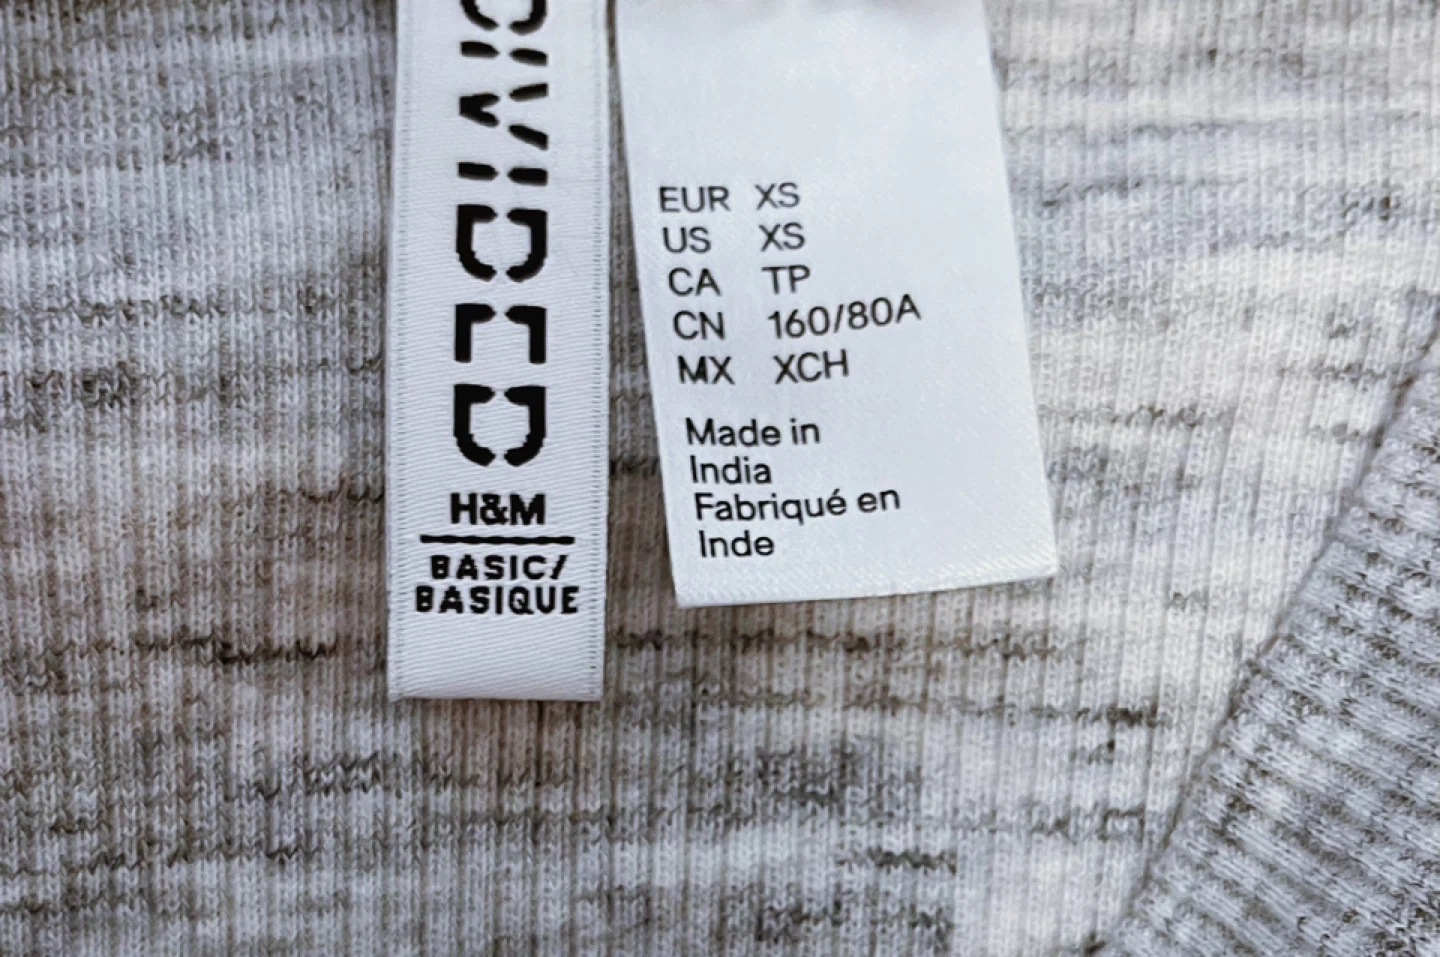 DIVIDED
H&M
BASIC/
BASIQUE
EUR XS
US XS
CA TP
CN 160/80A
MX XCH
Made in
India
Fabriqué en
Inde